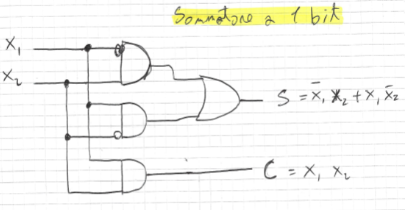 Sommatore a 1 bit
x₁
x₂
S = x̄₁ x₂ + x₁ x̄₂
C = x₁ x₂